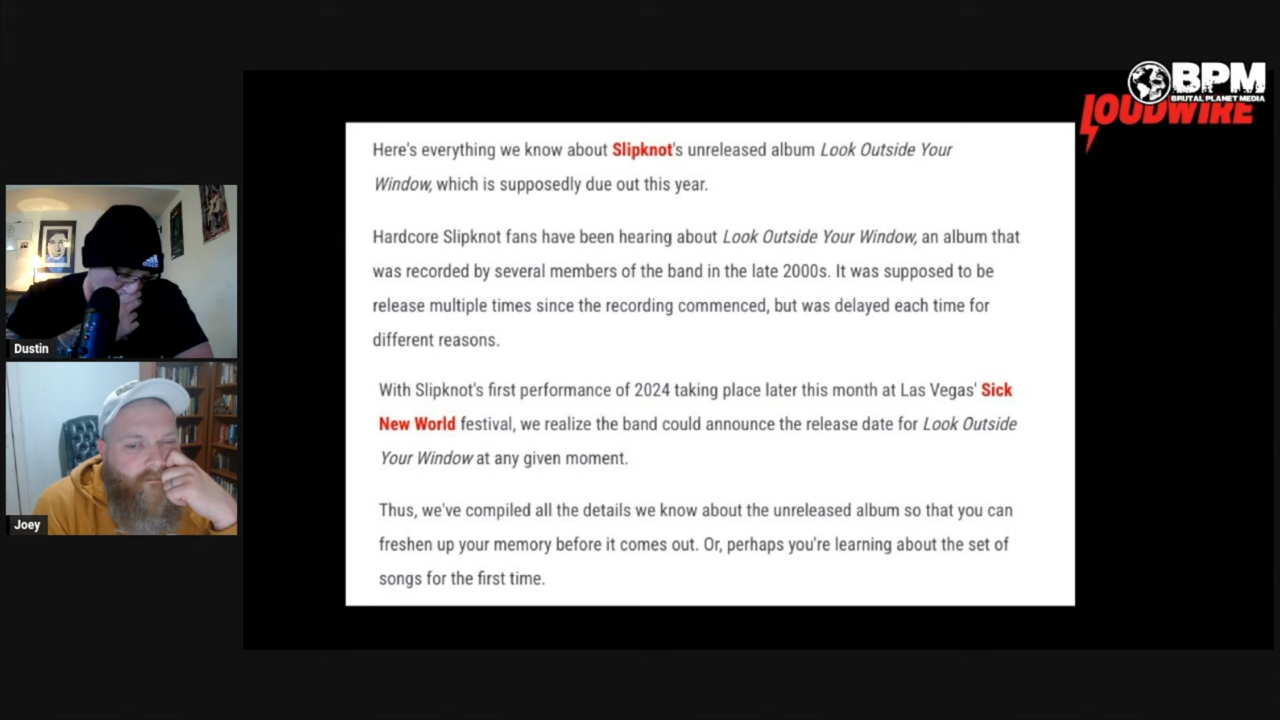 BPM
BRUTAL PLANET MEDIA
LOUDWIRE
Here's everything we know about Slipknot's unreleased album Look Outside Your
Window, which is supposedly due out this year.
Hardcore Slipknot fans have been hearing about Look Outside Your Window, an album that
was recorded by several members of the band in the late 2000s. It was supposed to be
release multiple times since the recording commenced, but was delayed each time for
different reasons.
With Slipknot's first performance of 2024 taking place later this month at Las Vegas' Sick
New World festival, we realize the band could announce the release date for Look Outside
Your Window at any given moment.
Thus, we've compiled all the details we know about the unreleased album so that you can
freshen up your memory before it comes out. Or, perhaps you're learning about the set of
songs for the first time.
Dustin
Joey